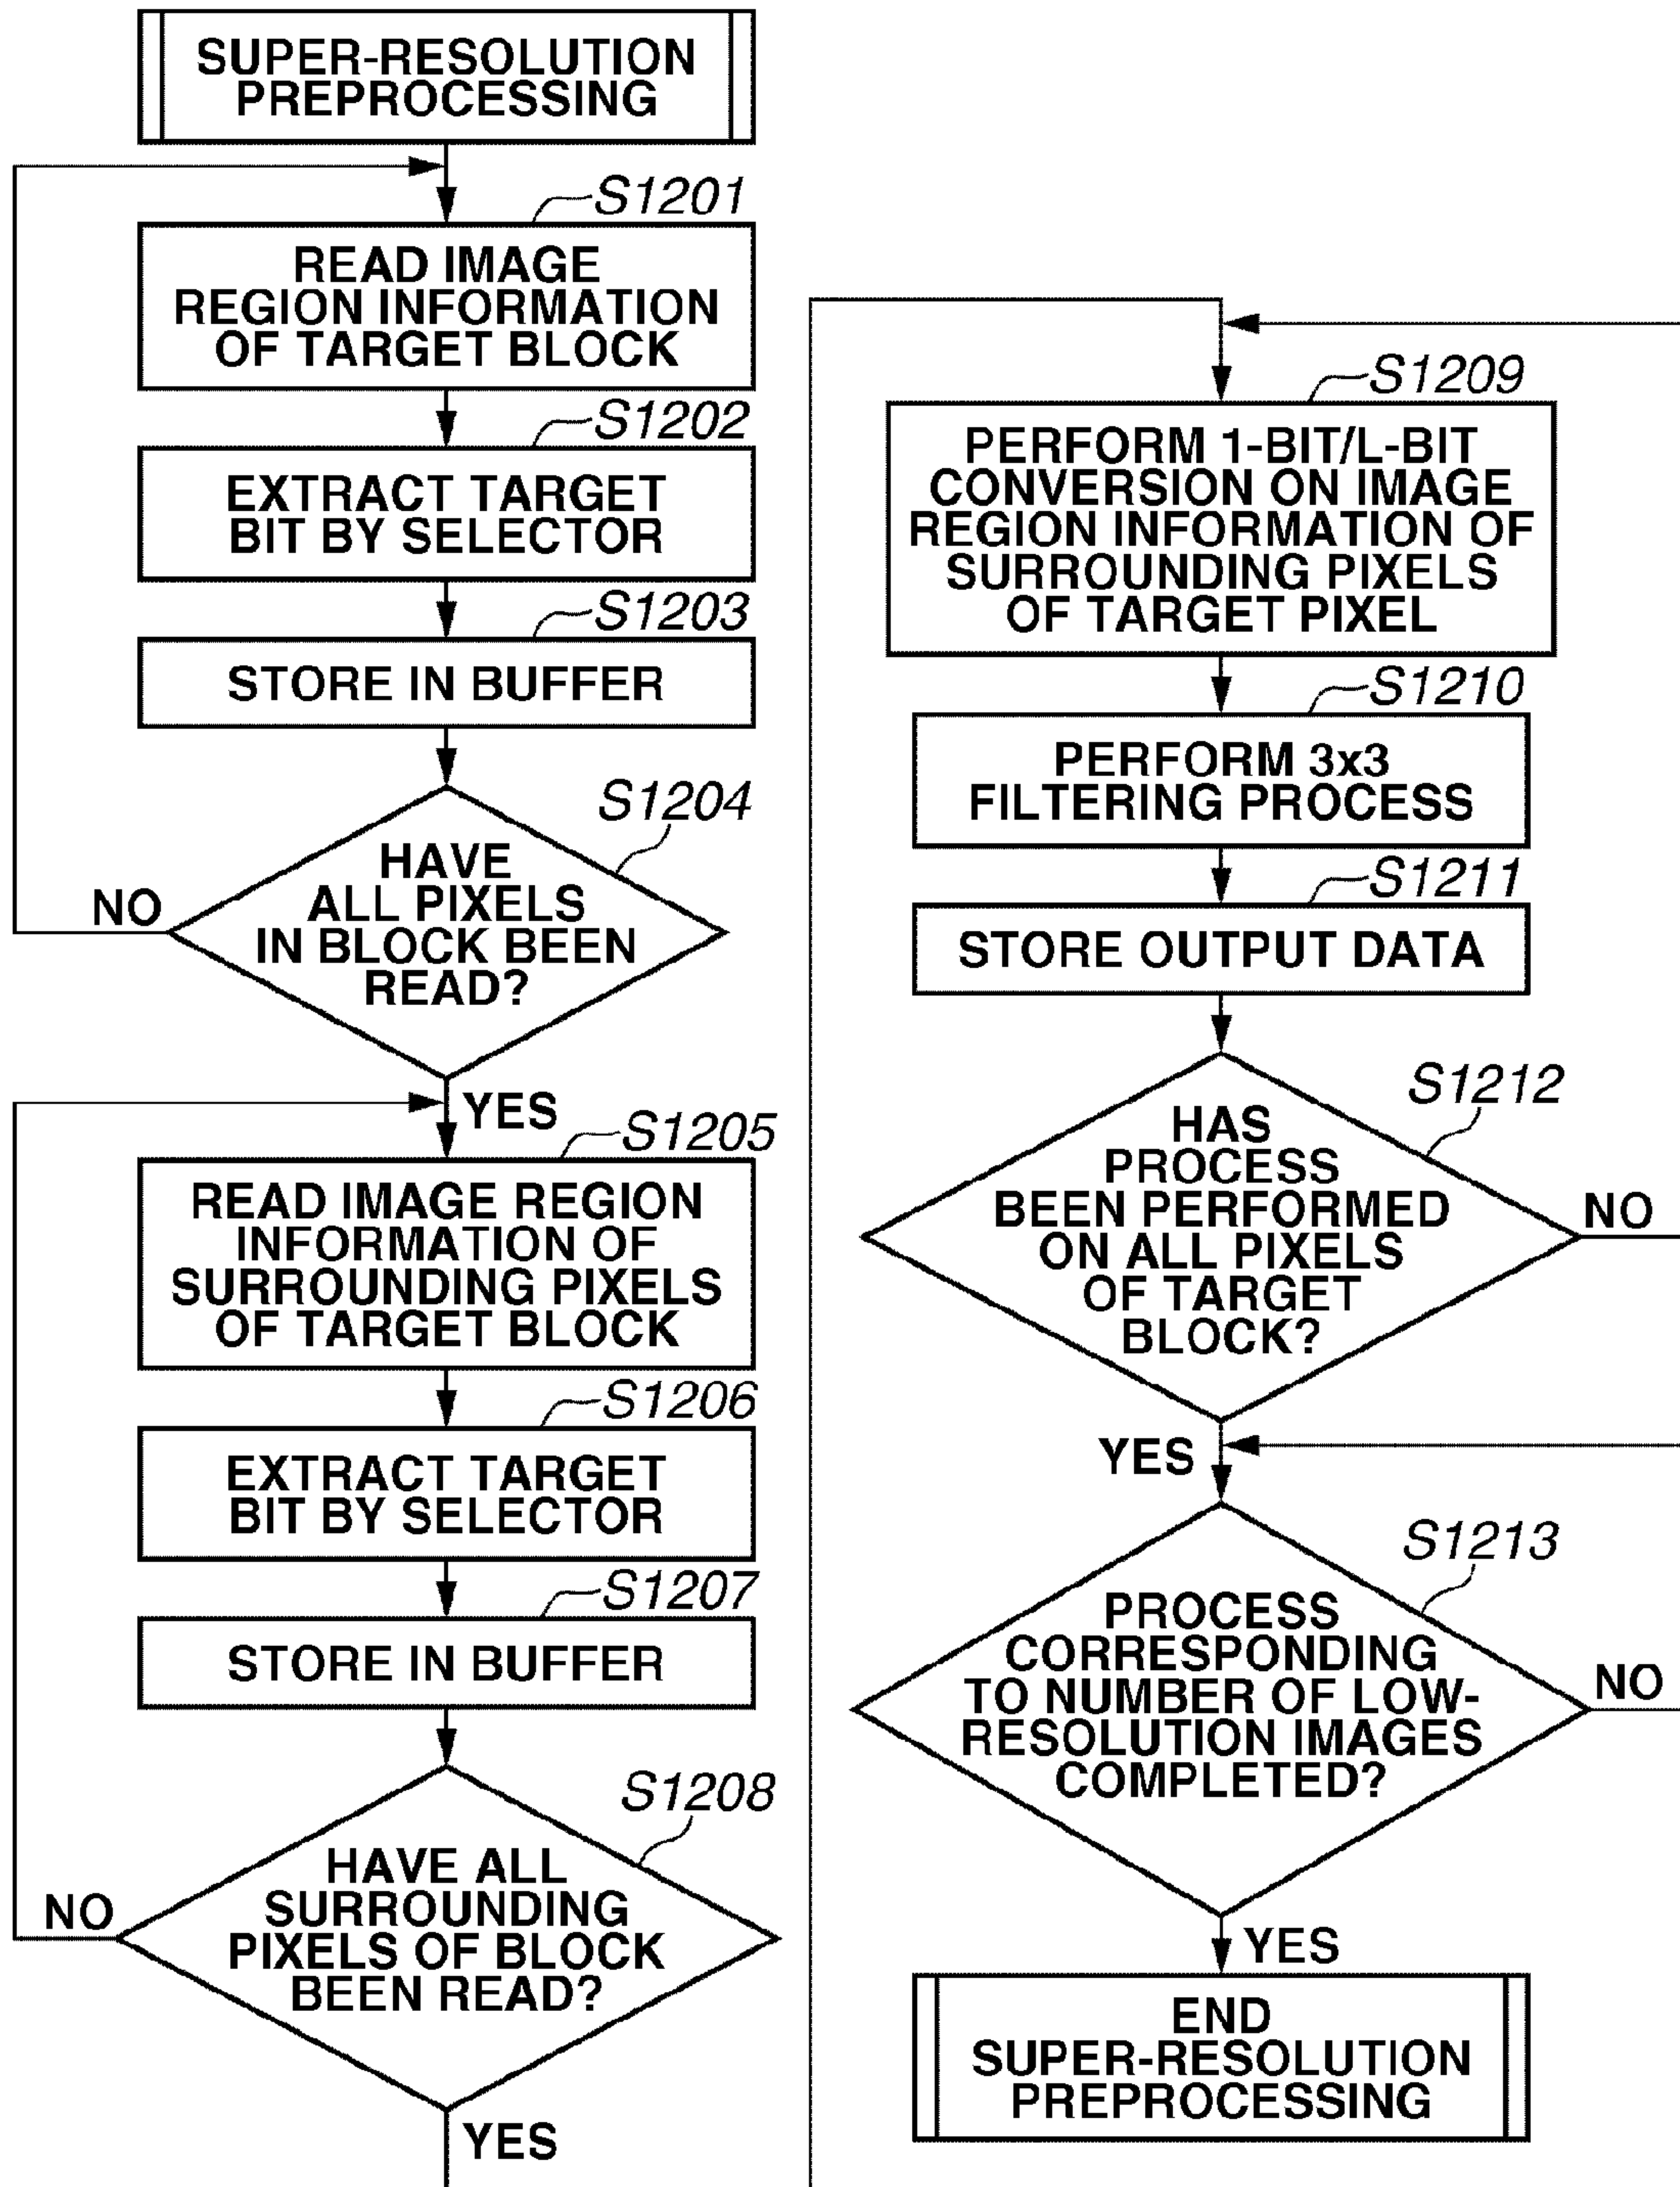 SUPER-RESOLUTION
PREPROCESSING
S1201
READ IMAGE
REGION INFORMATION
OF TARGET BLOCK
S1202
EXTRACT TARGET
BIT BY SELECTOR
S1203
STORE IN BUFFER
S1204
HAVE
ALL PIXELS
IN BLOCK BEEN
READ?
NO
YES
S1205
READ IMAGE REGION
INFORMATION OF
SURROUNDING PIXELS
OF TARGET BLOCK
S1206
EXTRACT TARGET
BIT BY SELECTOR
S1207
STORE IN BUFFER
S1208
HAVE ALL
SURROUNDING
PIXELS OF BLOCK
BEEN READ?
NO
YES
S1209
PERFORM 1-BIT/L-BIT
CONVERSION ON IMAGE
REGION INFORMATION OF
SURROUNDING PIXELS
OF TARGET PIXEL
S1210
PERFORM 3x3
FILTERING PROCESS
S1211
STORE OUTPUT DATA
S1212
HAS
PROCESS
BEEN PERFORMED
ON ALL PIXELS
OF TARGET
BLOCK?
NO
YES
S1213
PROCESS
CORRESPONDING
TO NUMBER OF LOW-
RESOLUTION IMAGES
COMPLETED?
NO
YES
END
SUPER-RESOLUTION
PREPROCESSING